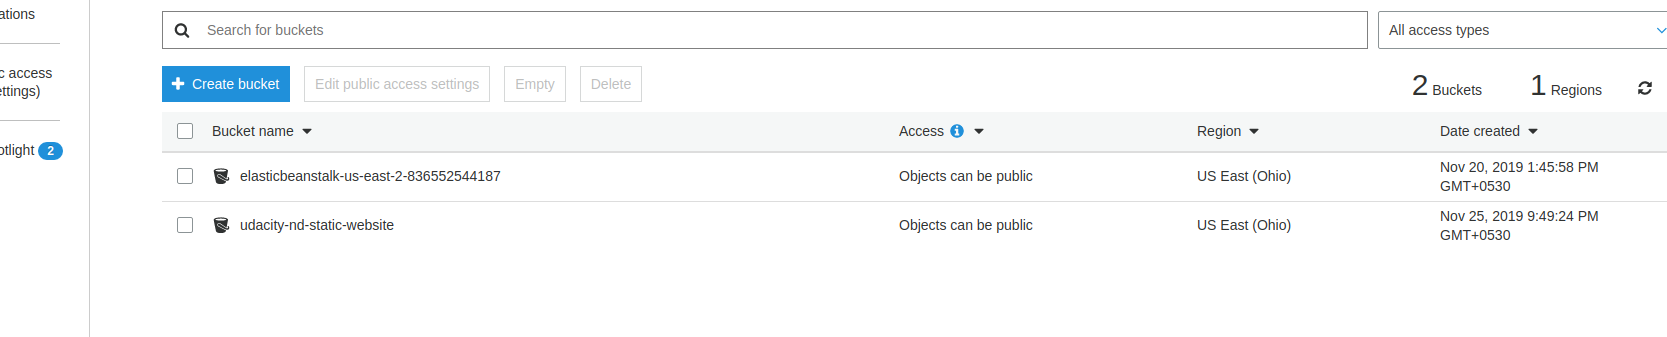 ations
c access
ettings)
otlight 2
Search for buckets
All access types
Create bucket
Edit public access settings
Empty
Delete
2 Buckets
1 Regions
Bucket name
Access
Region
Date created
elasticbeanstalk-us-east-2-836552544187
Objects can be public
US East (Ohio)
Nov 20, 2019 1:45:58 PM
GMT+0530
udacity-nd-static-website
Objects can be public
US East (Ohio)
Nov 25, 2019 9:49:24 PM
GMT+0530